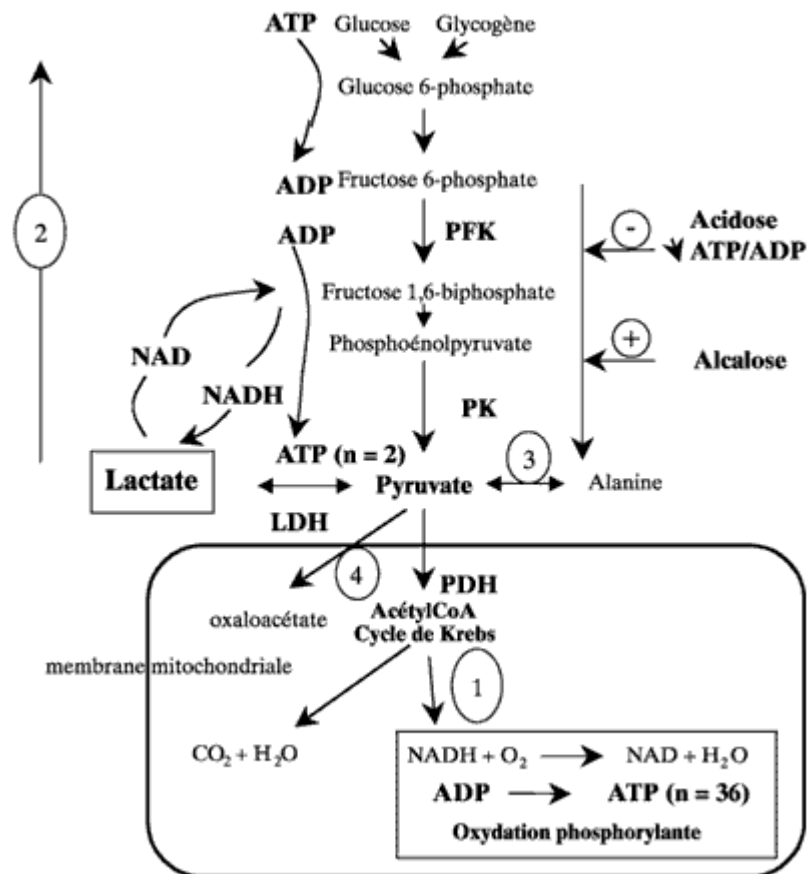 ATP Glucose Glycogène
Glucose 6-phosphate
ADP Fructose 6-phosphate
2
ADP
PFK
-
Acidose
ATP/ADP
Fructose 1,6-biphosphate
Phosphoénolpyruvate
+
Alcalose
NAD
NADH
PK
ATP (n = 2)
3
Lactate
Pyruvate
Alanine
LDH
4
PDH
oxaloacétate
AcétylCoA
Cycle de Krebs
membrane mitochondriale
1
CO₂ + H₂O
NADH + O₂ NAD + H₂O
ADP ATP (n = 36)
Oxydation phosphorylante